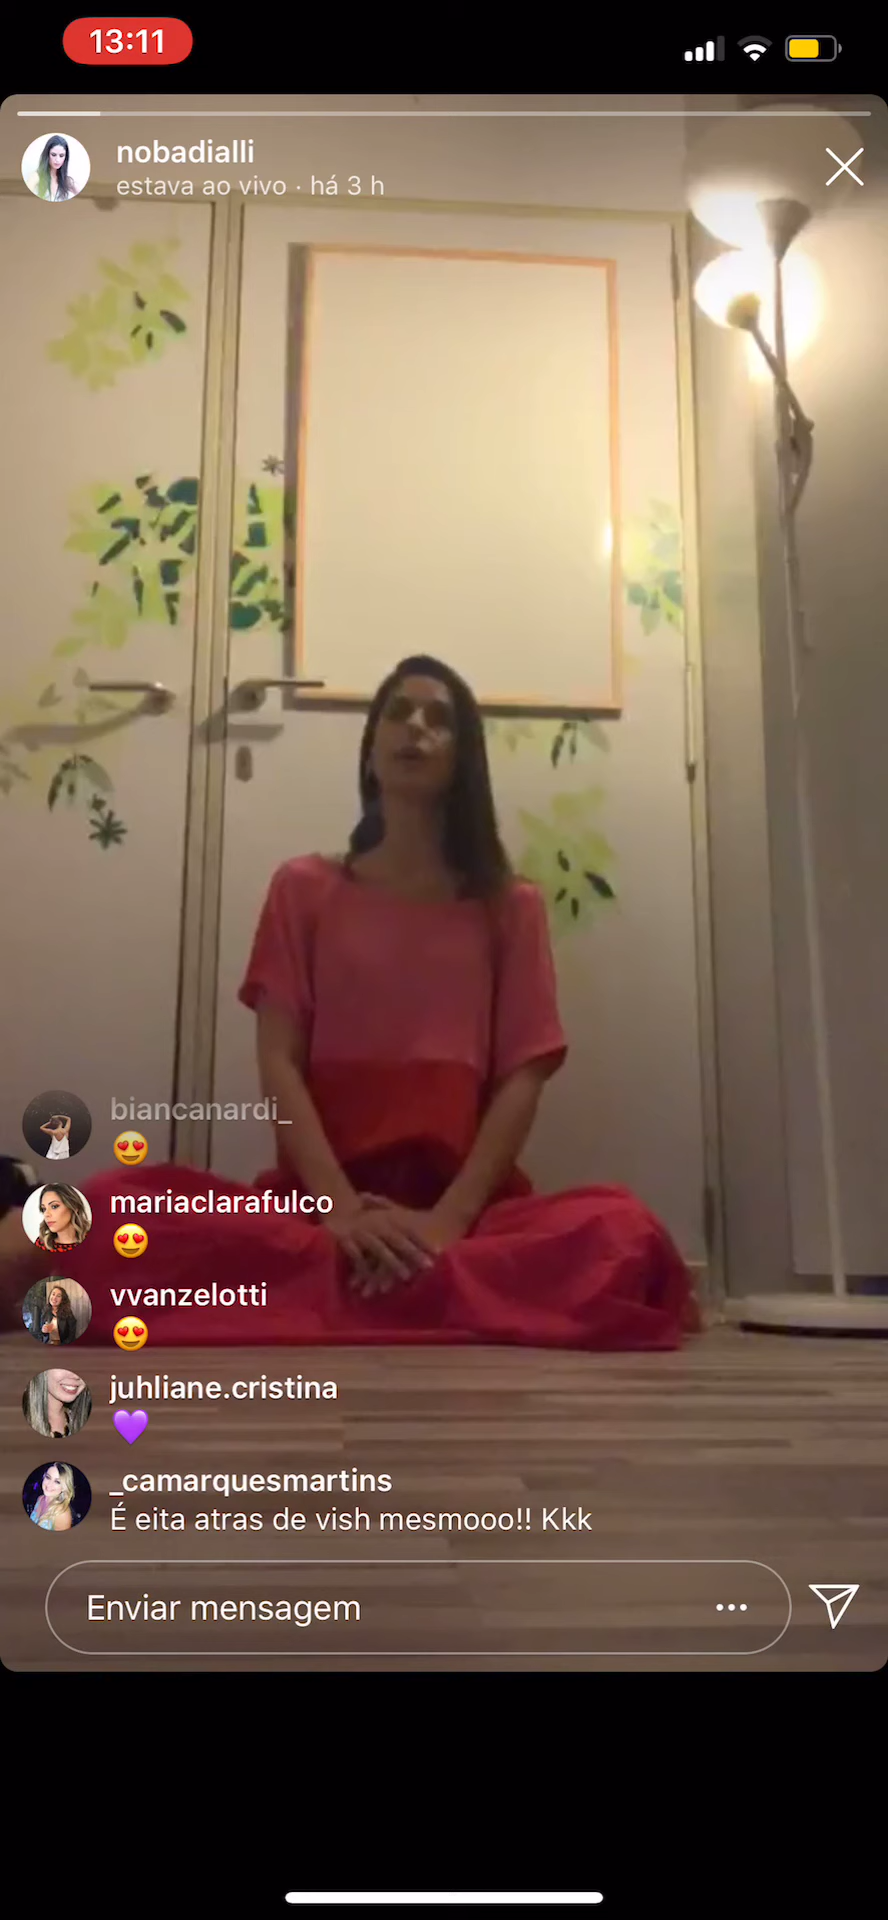 13:11
nobadialli
estava ao vivo · há 3 h
biancanardi_
😍
mariaclarafulco
😍
vvanzelotti
😍
juhliane.cristina
💜
_camarquesmartins
É eita atras de vish mesmooo!! Kkk
Enviar mensagem